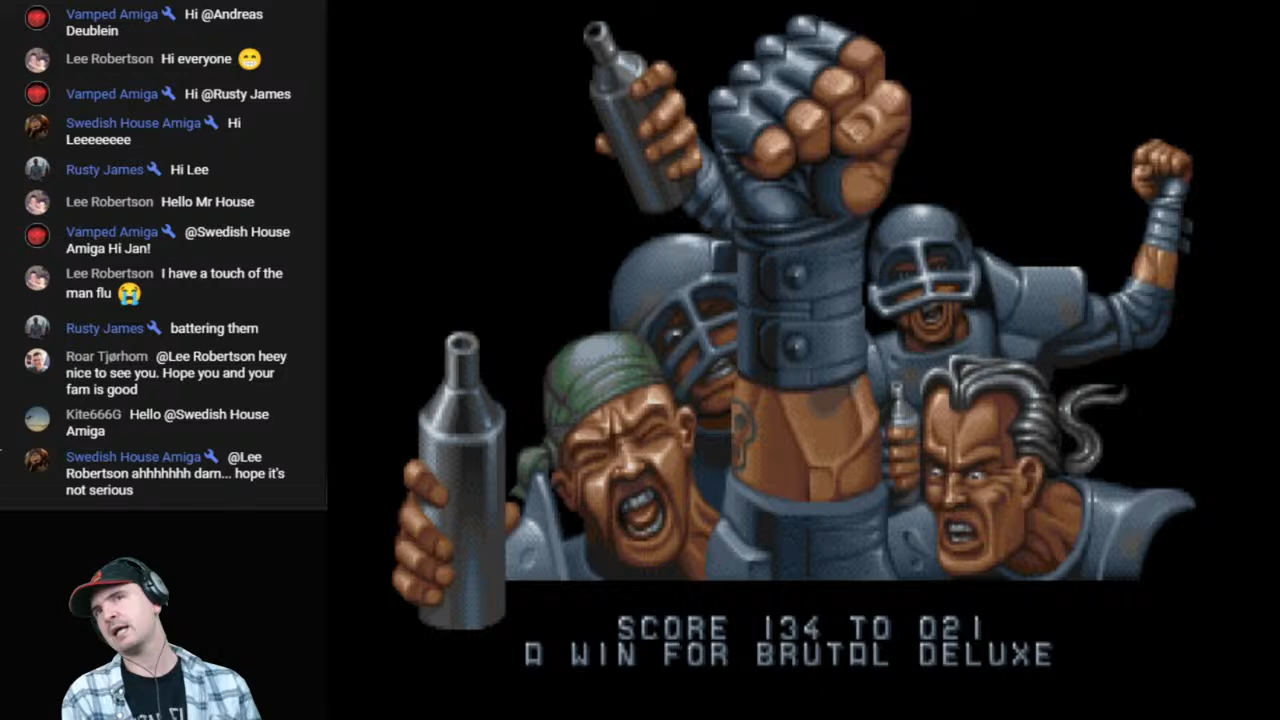 Vamped Amiga Hi @Andreas
Deublein
Lee Robertson Hi everyone
Vamped Amiga Hi @Rusty James
Swedish House Amiga Hi
Leeeeeee
Rusty James Hi Lee
Lee Robertson Hello Mr House
Vamped Amiga @Swedish House
Amiga Hi Jan!
Lee Robertson I have a touch of the
man flu
Rusty James battering them
Roar Tjørhom @Lee Robertson heey
nice to see you. Hope you and your
fam is good
Kite666G Hello @Swedish House
Amiga
Swedish House Amiga @Lee
Robertson ahhhhhhh damn... hope it's
not serious
SCORE 134 TO 021
A WIN FOR BRUTAL DELUXE